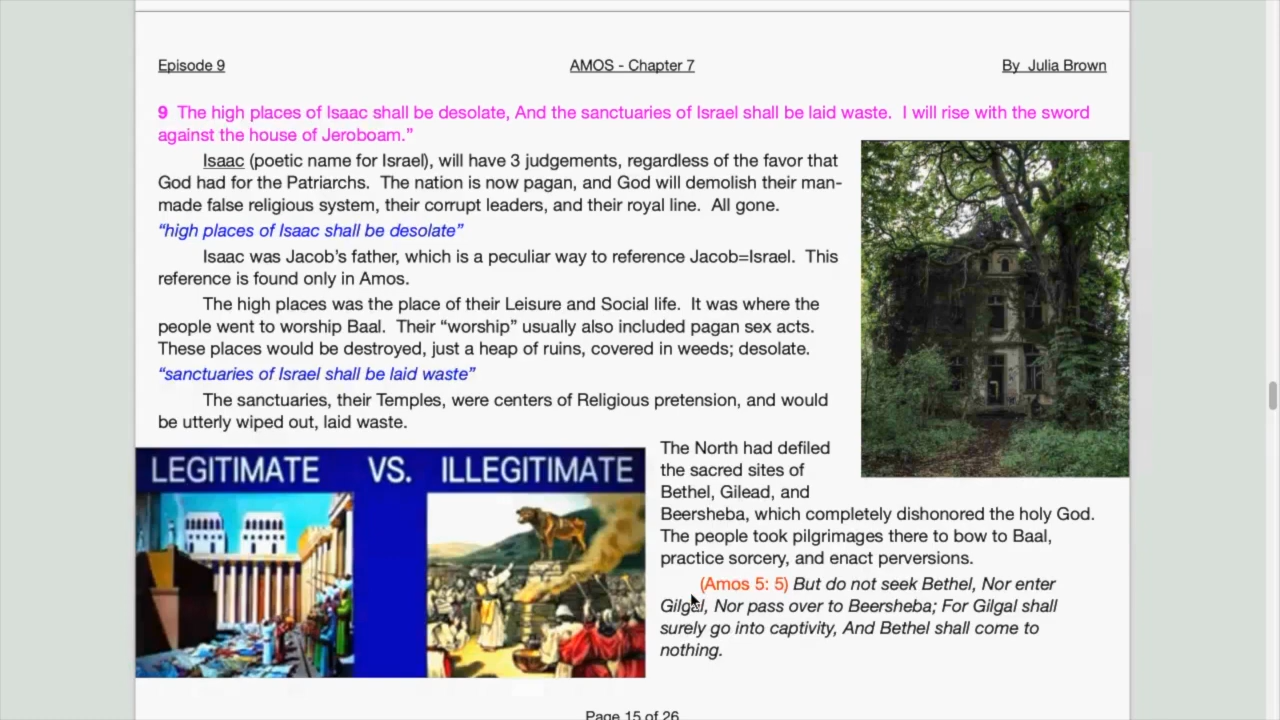 Episode 9
AMOS - Chapter 7
By Julia Brown
9 The high places of Isaac shall be desolate, And the sanctuaries of Israel shall be laid waste. I will rise with the sword
against the house of Jeroboam.”
Isaac (poetic name for Israel), will have 3 judgements, regardless of the favor that
God had for the Patriarchs. The nation is now pagan, and God will demolish their man-
made false religious system, their corrupt leaders, and their royal line. All gone.
“high places of Isaac shall be desolate”
Isaac was Jacob’s father, which is a peculiar way to reference Jacob=Israel. This
reference is found only in Amos.
The high places was the place of their Leisure and Social life. It was where the
people went to worship Baal. Their “worship” usually also included pagan sex acts.
These places would be destroyed, just a heap of ruins, covered in weeds; desolate.
“sanctuaries of Israel shall be laid waste”
The sanctuaries, their Temples, were centers of Religious pretension, and would
be utterly wiped out, laid waste.
LEGITIMATE VS. ILLEGITIMATE
The North had defiled
the sacred sites of
Bethel, Gilead, and
Beersheba, which completely dishonored the holy God.
The people took pilgrimages there to bow to Baal,
practice sorcery, and enact perversions.
(Amos 5: 5) But do not seek Bethel, Nor enter
Gilgal, Nor pass over to Beersheba; For Gilgal shall
surely go into captivity, And Bethel shall come to
nothing.
Page 15 of 26